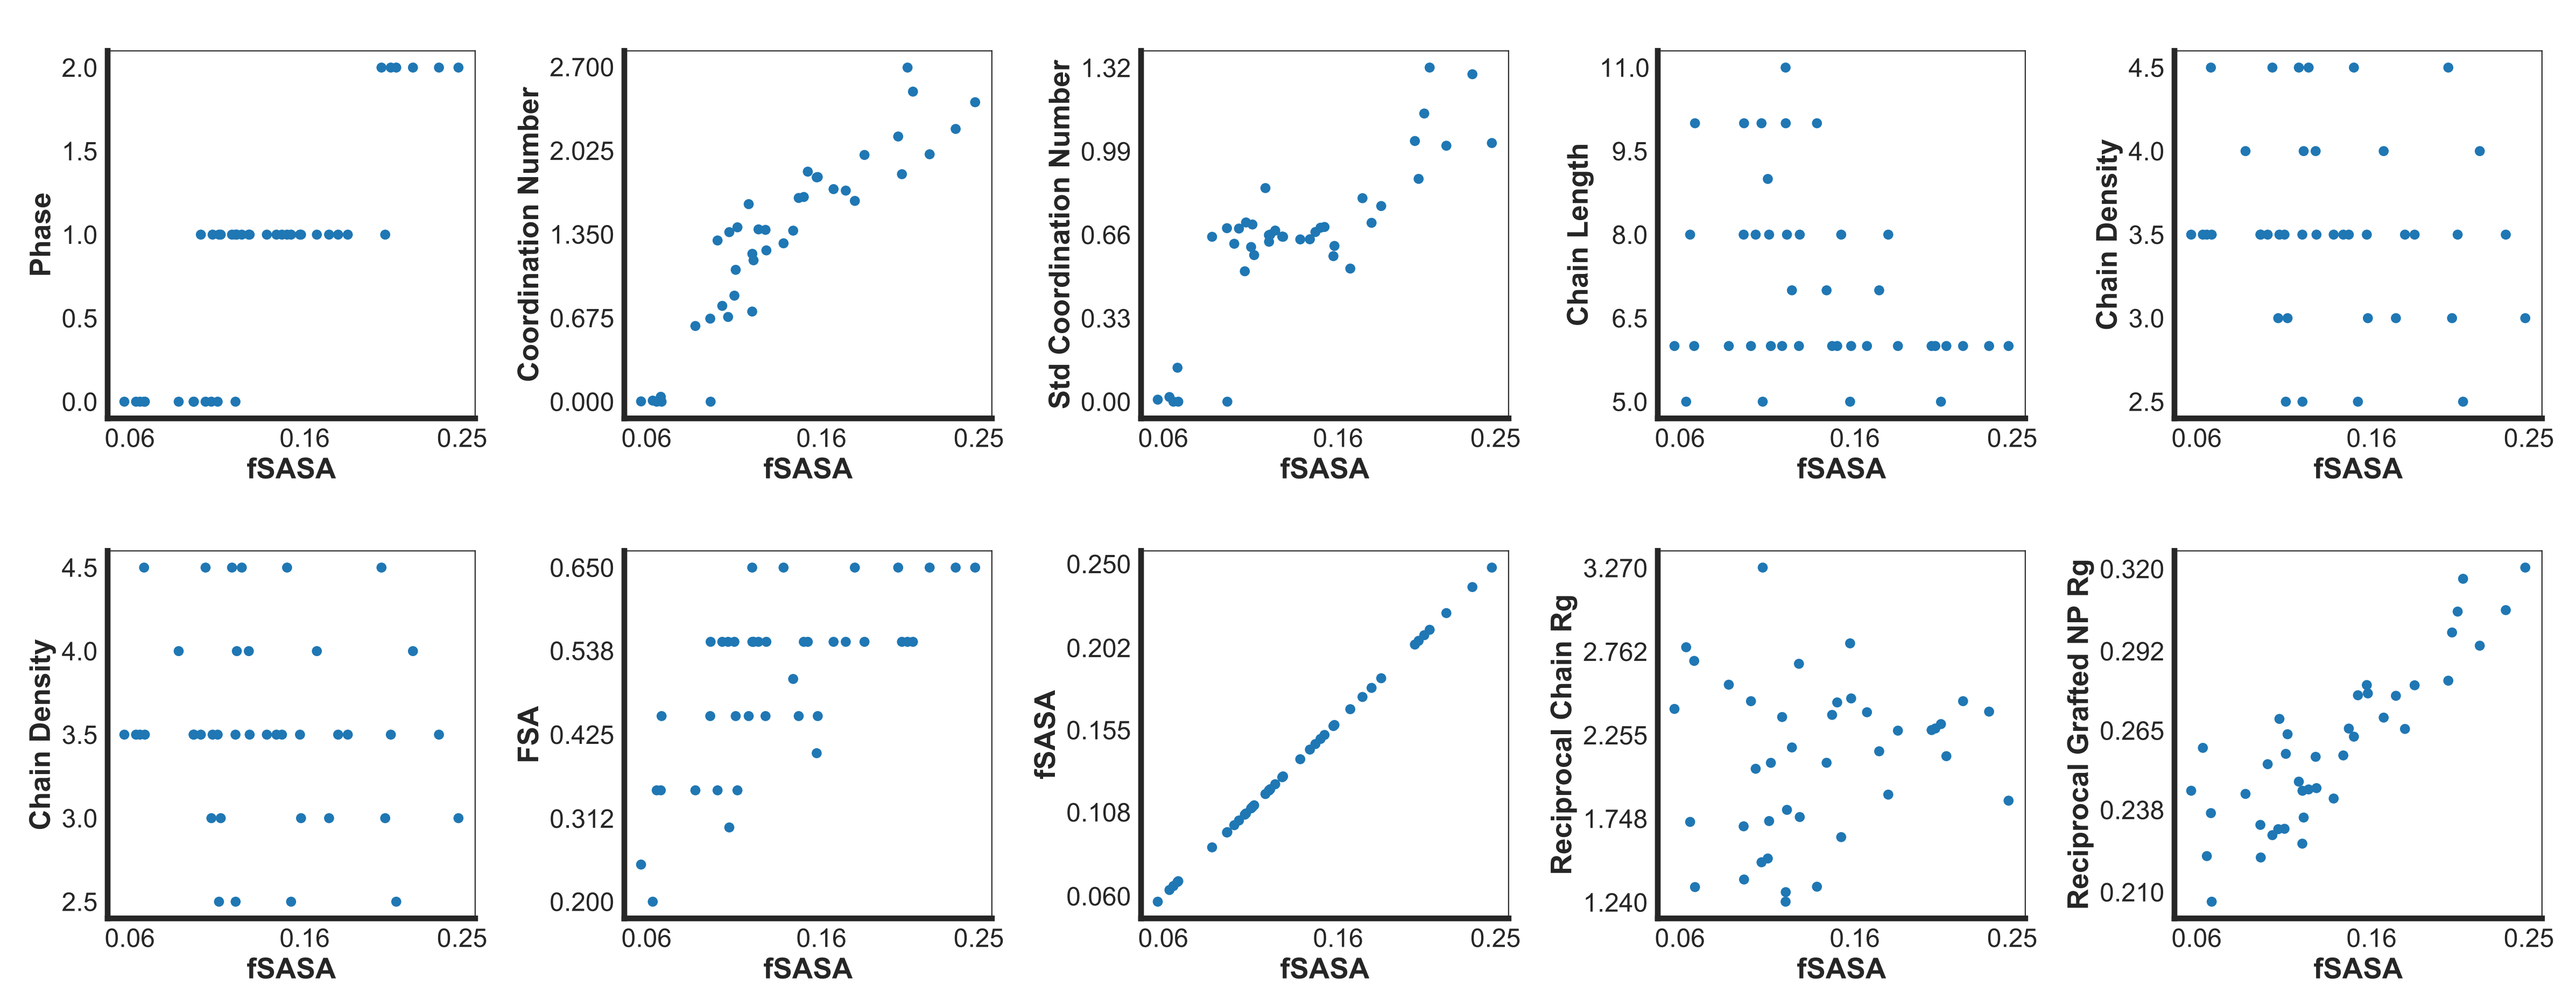 Phase
2.0
1.5
1.0
0.5
0.0
0.06 0.16 0.25
fSASA
Coordination Number
2.700
2.025
1.350
0.675
0.000
0.06 0.16 0.25
fSASA
Std Coordination Number
1.32
0.99
0.66
0.33
0.00
0.06 0.16 0.25
fSASA
Chain Length
11.0
9.5
8.0
6.5
5.0
0.06 0.16 0.25
fSASA
Chain Density
4.5
4.0
3.5
3.0
2.5
0.06 0.16 0.25
fSASA
Chain Density
4.5
4.0
3.5
3.0
2.5
0.06 0.16 0.25
fSASA
FSA
0.650
0.538
0.425
0.312
0.200
0.06 0.16 0.25
fSASA
fSASA
0.250
0.202
0.155
0.108
0.060
0.06 0.16 0.25
fSASA
Reciprocal Chain Rg
3.270
2.762
2.255
1.748
1.240
0.06 0.16 0.25
fSASA
Reciprocal Grafted NP Rg
0.320
0.292
0.265
0.238
0.210
0.06 0.16 0.25
fSASA